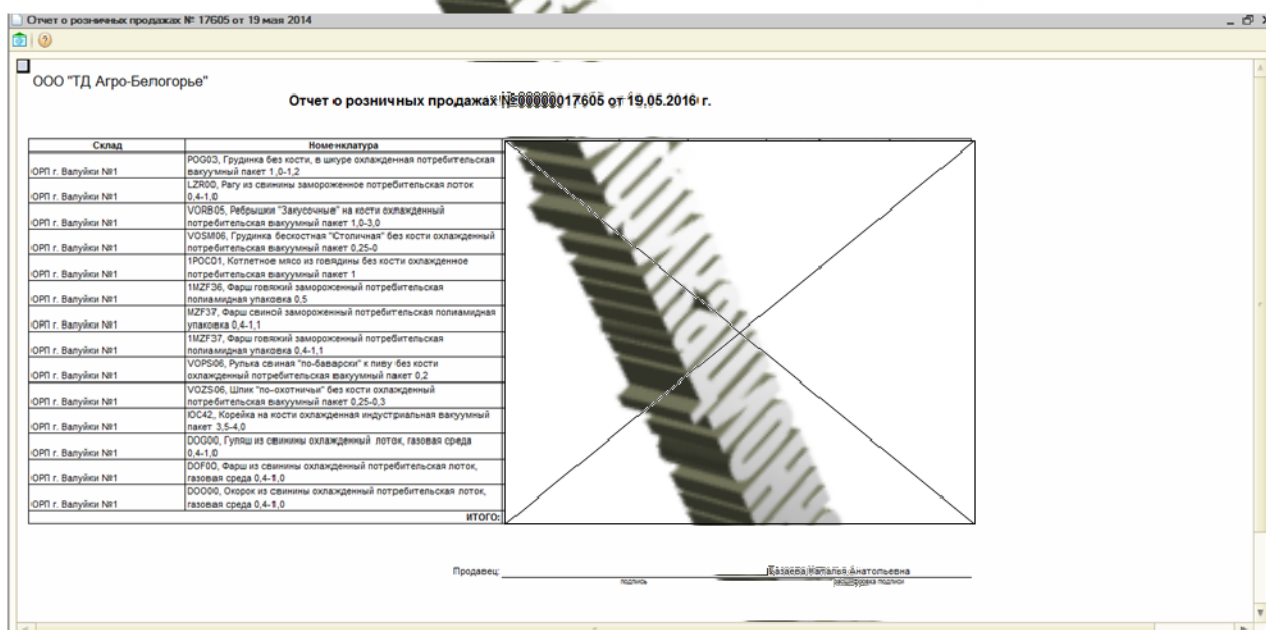 Отчет о розничных продажах № 17605 от 19 мая 2014
ООО "ТД Агро-Белогорье"
Отчет о розничных продажах №00000017605 от 19.05.2016 г.
Склад Номенклатура
ОРП г. Валуйки №1 POG03, Грудинка без кости, в шкуре охлажденная потребительская
вакуумный пакет 1,0-1,2
ОРП г. Валуйки №1 LZR00, Рагу из свинины замороженное потребительская лоток
0,4-1,0
ОРП г. Валуйки №1 VORB05, Ребрышки "Закусочные" на кости охлажденный
потребительская вакуумный пакет 1,0-3,0
ОРП г. Валуйки №1 VOSM06, Грудинка бескостная "Столичная" без кости охлажденный
потребительская вакуумный пакет 0,25-0
ОРП г. Валуйки №1 1POCO1, Котлетное мясо из говядины без кости охлажденное
потребительская вакуумный пакет 1
ОРП г. Валуйки №1 1MZF36, Фарш говяжий замороженный потребительская
полиамидная упаковка 0,5
ОРП г. Валуйки №1 MZF37, Фарш свиной замороженный потребительская полиамидная
упаковка 0,4-1,1
ОРП г. Валуйки №1 1MZF37, Фарш говяжий замороженный потребительская
полиамидная упаковка 0,4-1,1
ОРП г. Валуйки №1 VOPS06, Рулька свиная "по-баварски" к пиву без кости
охлажденный потребительская вакуумный пакет 0,2
ОРП г. Валуйки №1 VOZS06, Шпик "по-охотничьи" без кости охлажденный
потребительская вакуумный пакет 0,25-0,3
ОРП г. Валуйки №1 IOC42, Корейка на кости охлажденная индустриальная вакуумный
пакет 3,5-4,0
ОРП г. Валуйки №1 DOG00, Гуляш из свинины охлажденный лоток, газовая среда
0,4-1,0
ОРП г. Валуйки №1 DOF00, Фарш из свинины охлажденный потребительская лоток,
газовая среда 0,4-1,0
ОРП г. Валуйки №1 DOO00, Окорок из свинины охлажденный потребительская лоток,
газовая среда 0,4-1,0
ИТОГО:
Продавец: Наталья Анатольевна
подпись расшифровка подписи